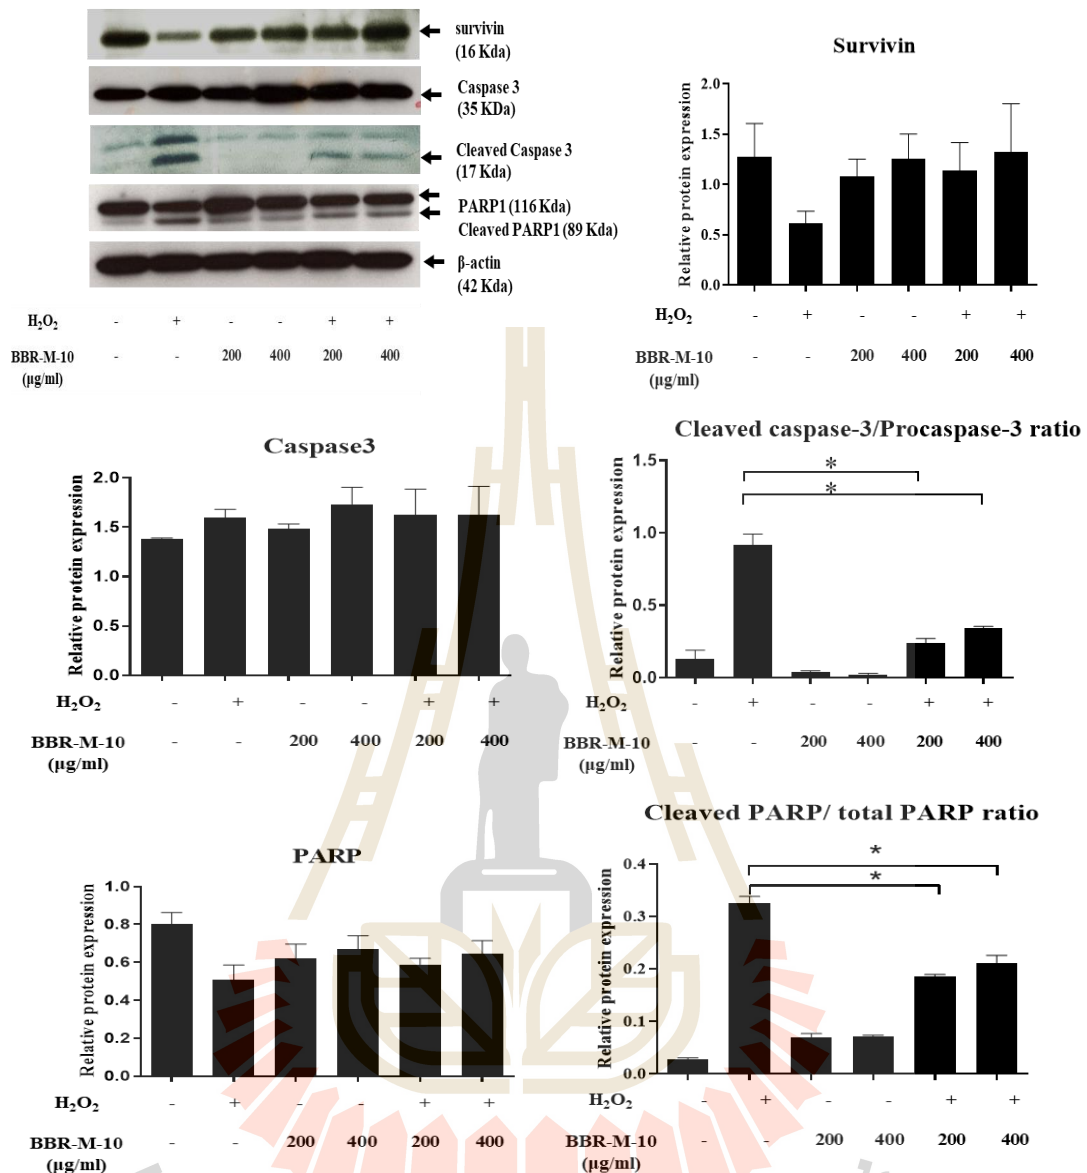 survivin
(16 Kda)
Caspase 3
(35 KDa)
Cleaved Caspase 3
(17 Kda)
PARP1 (116 Kda)
Cleaved PARP1 (89 Kda)
β-actin
(42 Kda)
H₂O₂ - + - - + +
BBR-M-10 - - 200 400 200 400
(μg/ml)
Survivin
Relative protein expression
2.0
1.5
1.0
0.5
0.0
H₂O₂ - + - - + +
BBR-M-10 - - 200 400 200 400
(μg/ml)
Caspase3
Relative protein expression
2.0
1.5
1.0
0.5
0.0
H₂O₂ - + - - + +
BBR-M-10 - - 200 400 200 400
(μg/ml)
Cleaved caspase-3/Procaspase-3 ratio
Relative protein expression
1.5
1.0
0.5
0.0
*
*
H₂O₂ - + - - + +
BBR-M-10 - - 200 400 200 400
(μg/ml)
PARP
Relative protein expression
1.0
0.8
0.6
0.4
0.2
0.0
H₂O₂ - + - - + +
BBR-M-10 - - 200 400 200 400
(μg/ml)
Cleaved PARP/ total PARP ratio
Relative protein expression
0.4
0.3
0.2
0.1
0.0
*
*
H₂O₂ - + - - + +
BBR-M-10 - - 200 400 200 400
(μg/ml)